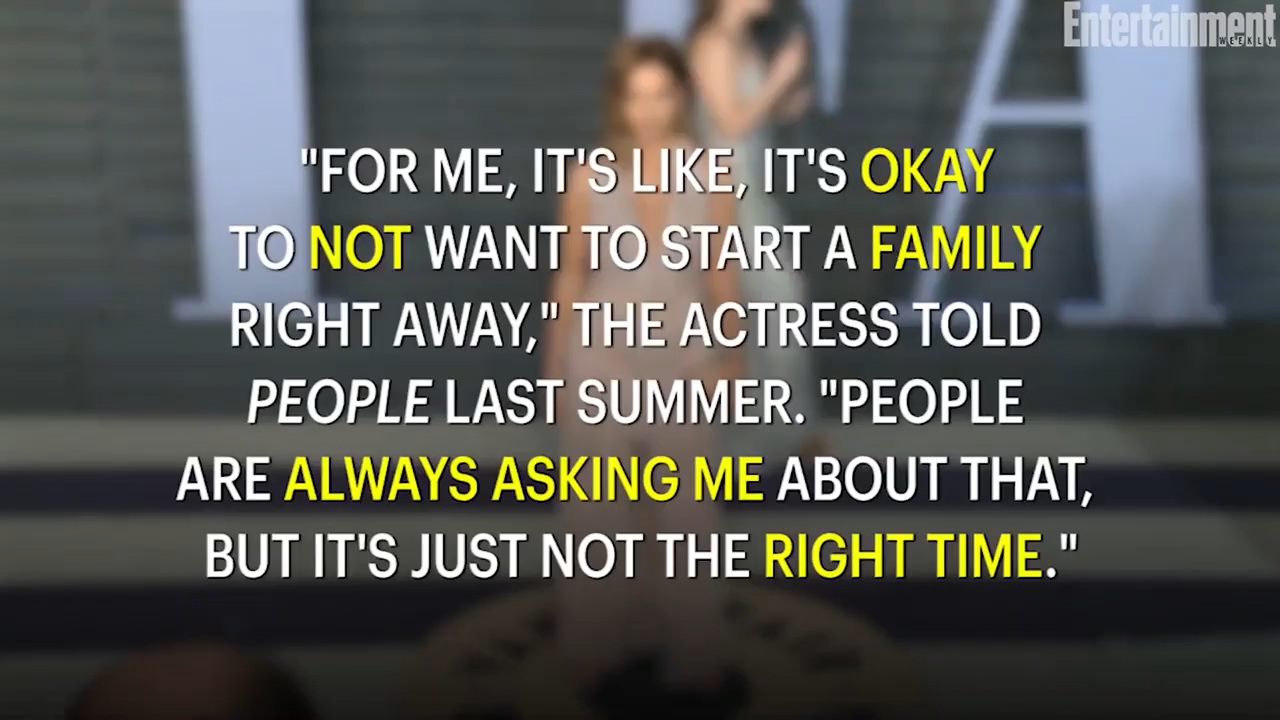 Entertainment
WEEKLY
"FOR ME, IT'S LIKE, IT'S OKAY
TO NOT WANT TO START A FAMILY
RIGHT AWAY," THE ACTRESS TOLD
PEOPLE LAST SUMMER. "PEOPLE
ARE ALWAYS ASKING ME ABOUT THAT,
BUT IT'S JUST NOT THE RIGHT TIME."